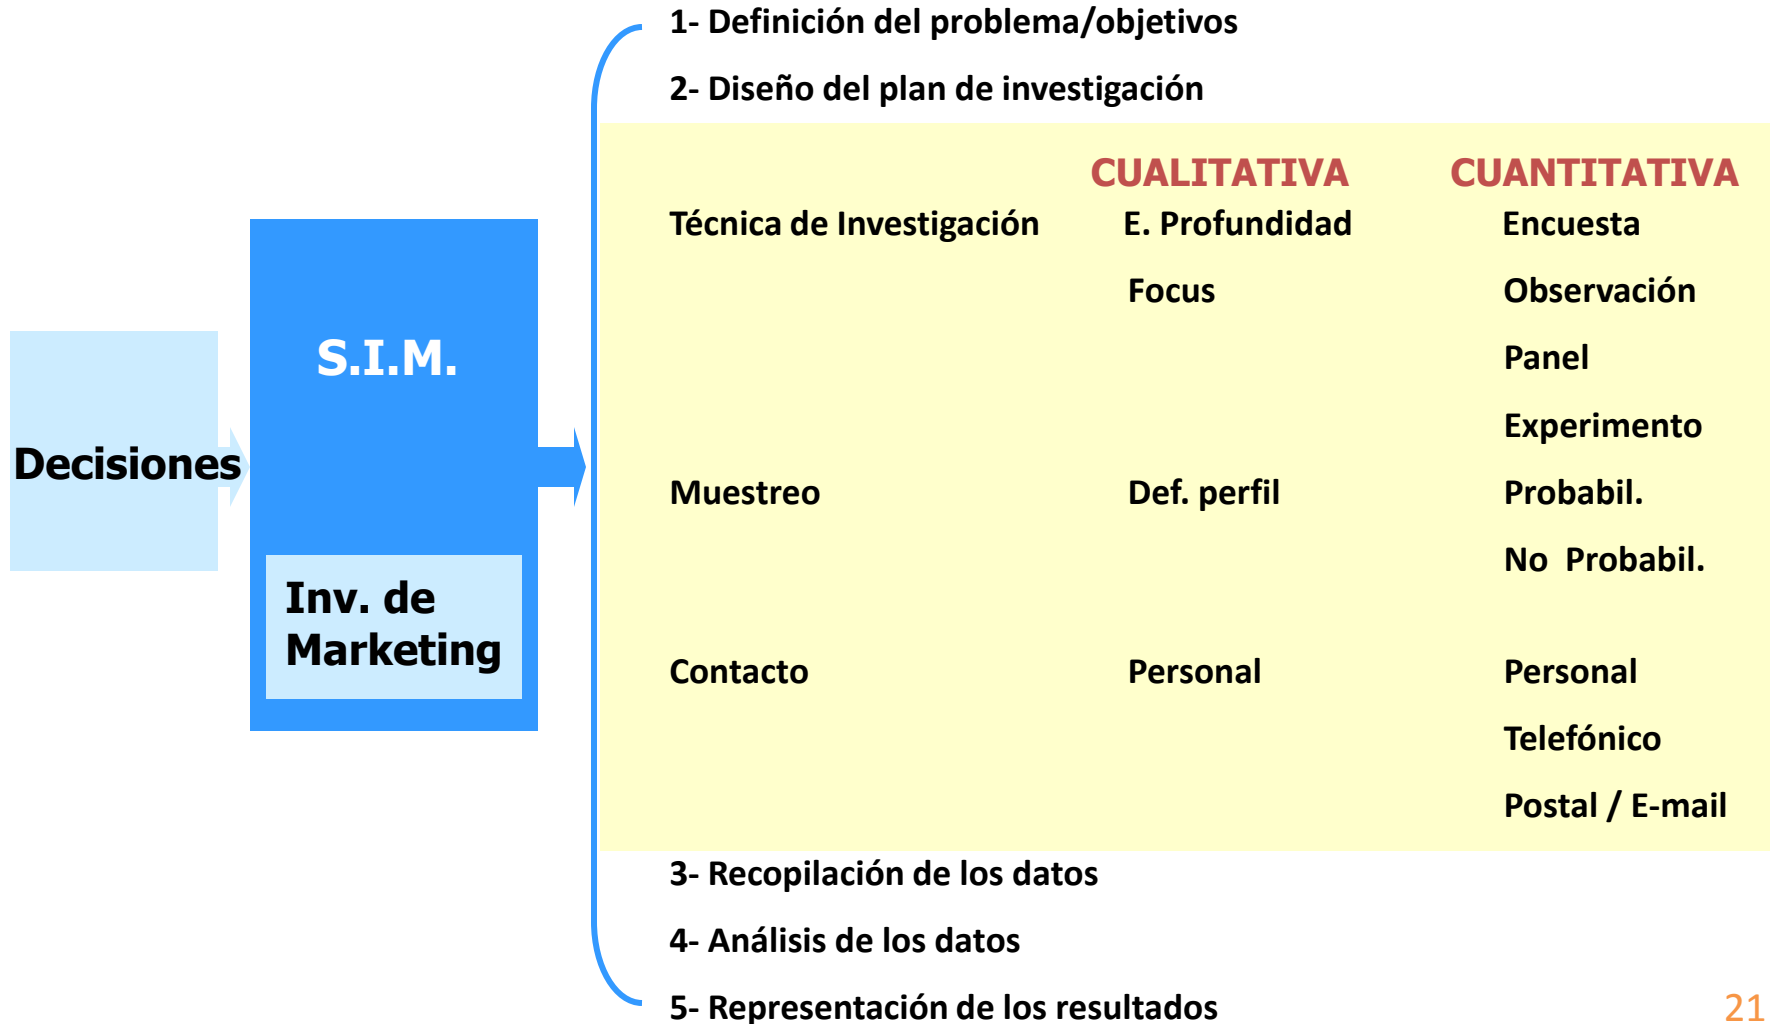 1- Definición del problema/objetivos
2- Diseño del plan de investigación
CUALITATIVA CUANTITATIVA
Técnica de Investigación E. Profundidad Encuesta
Focus Observación
Panel
Experimento
Muestreo Def. perfil Probabil.
No Probabil.
Contacto Personal Personal
Telefónico
Postal / E-mail
3- Recopilación de los datos
4- Análisis de los datos
5- Representación de los resultados
Decisiones
S.I.M.
Inv. de
Marketing
21